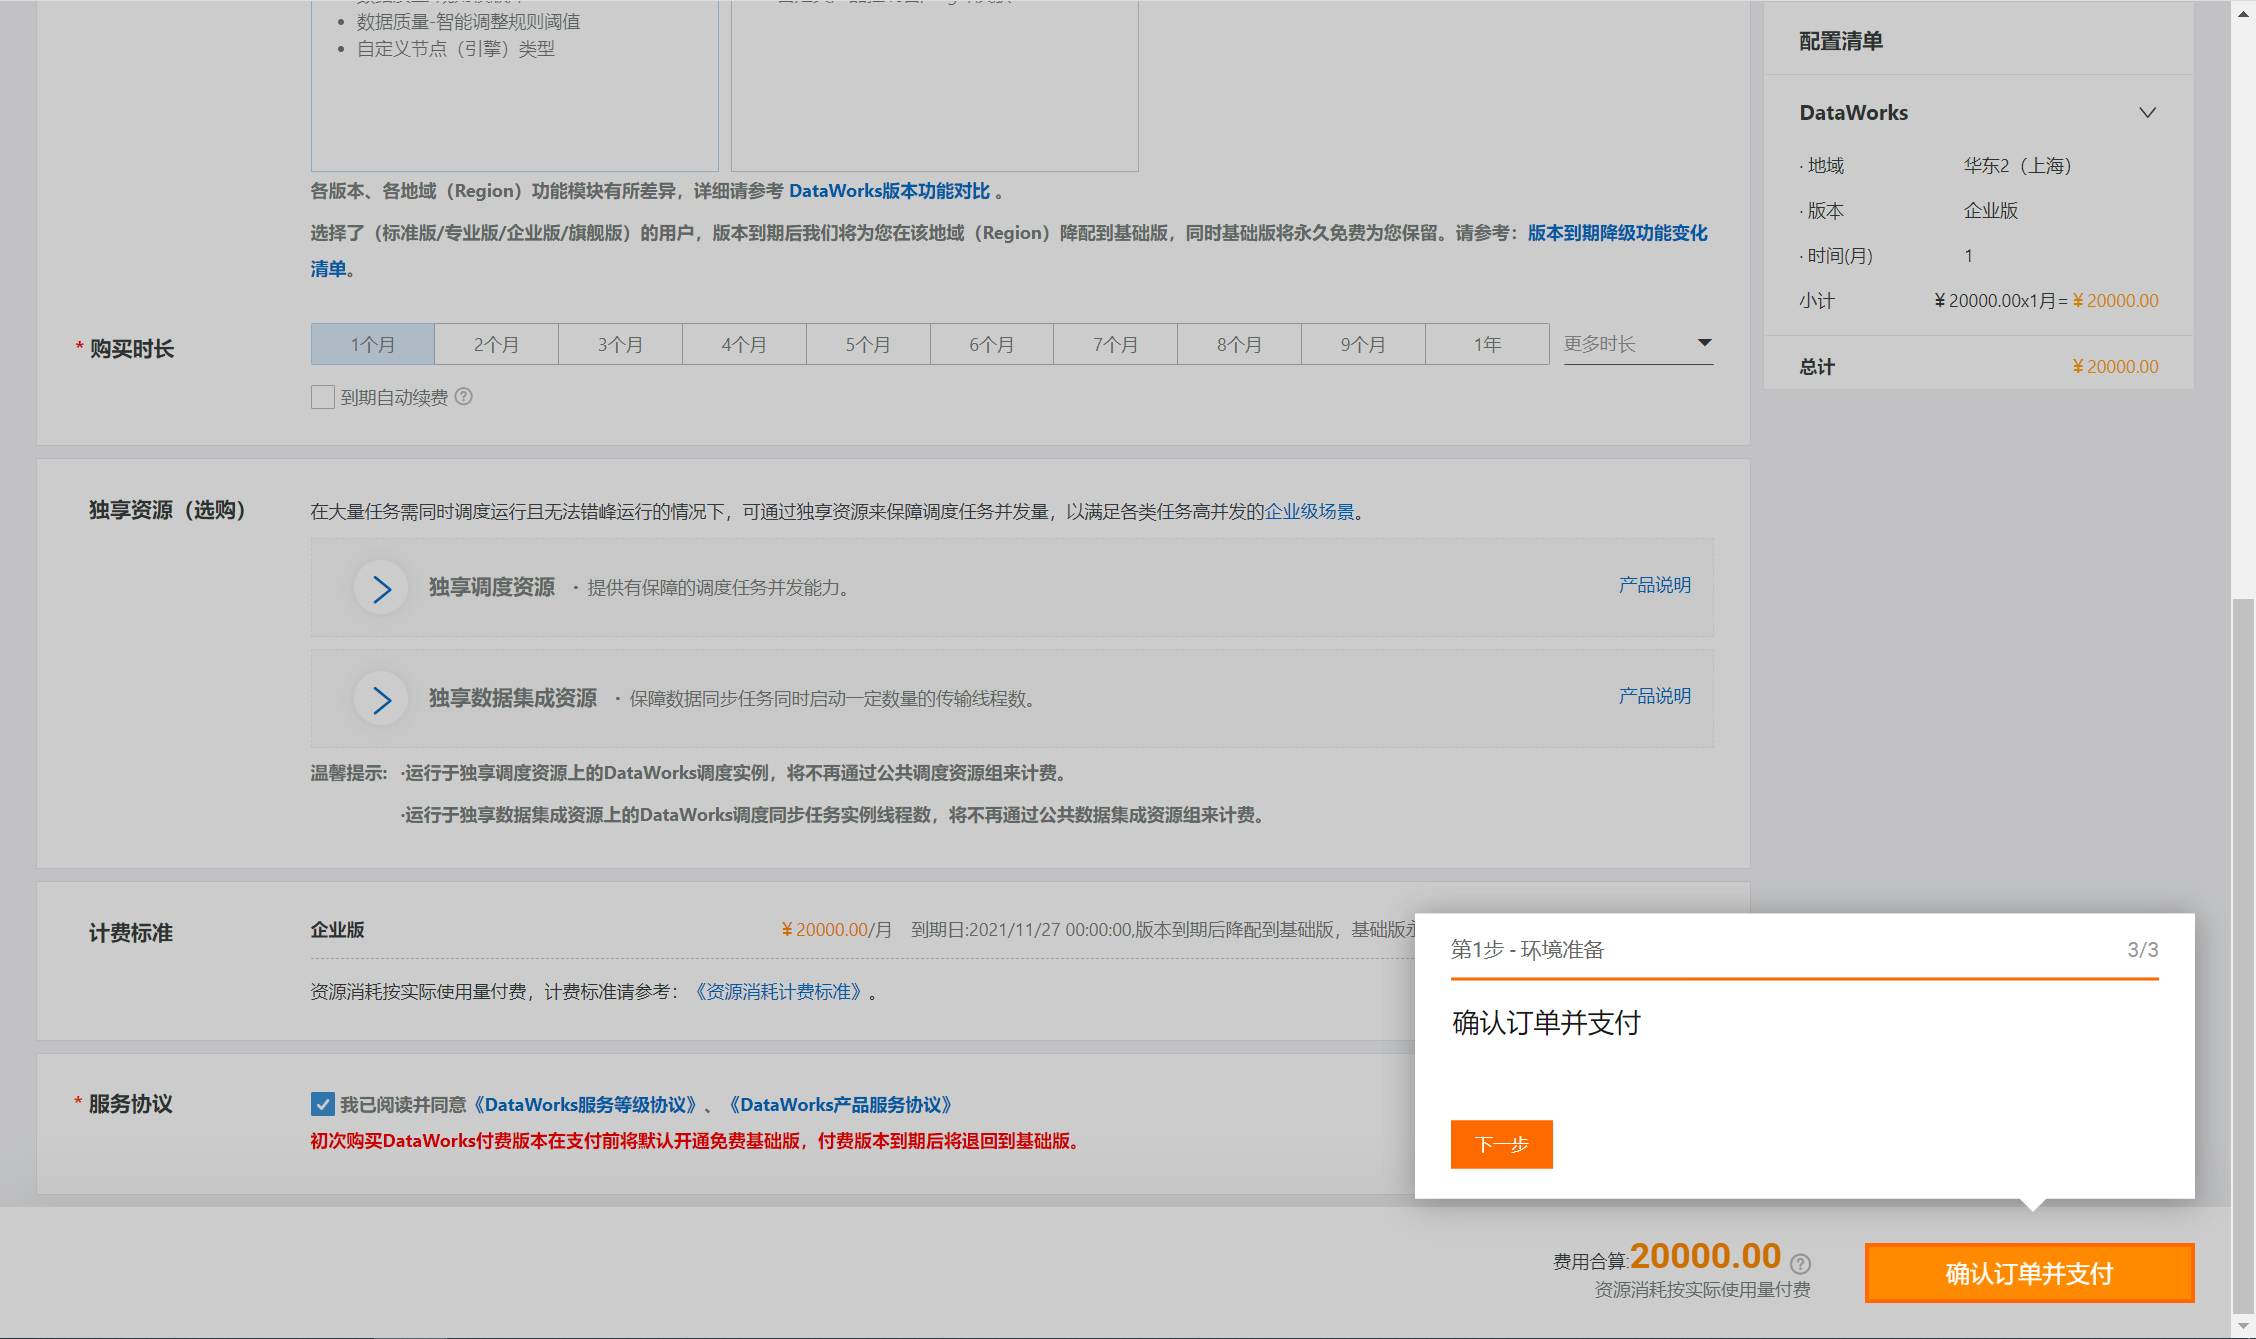 数据质量-智能调整规则阈值
自定义节点（引擎）类型
各版本、各地域（Region）功能模块有所差异，详细请参考 DataWorks版本功能对比 。
选择了（标准版/专业版/企业版/旗舰版）的用户，版本到期后我们将为您在该地域（Region）降配到基础版，同时基础版将永久免费为您保留。请参考：版本到期降级功能变化
清单。
* 购买时长
1个月 2个月 3个月 4个月 5个月 6个月 7个月 8个月 9个月 1年 更多时长
到期自动续费 ?
独享资源（选购）
在大量任务需同时调度运行且无法错峰运行的情况下，可通过独享资源来保障调度任务并发量，以满足各类任务高并发的企业级场景。
独享调度资源 · 提供有保障的调度任务并发能力。 产品说明
独享数据集成资源 · 保障数据同步任务同时启动一定数量的传输线程数。 产品说明
温馨提示: ·运行于独享调度资源上的DataWorks调度实例，将不再通过公共调度资源组来计费。
·运行于独享数据集成资源上的DataWorks调度同步任务实例线程数，将不再通过公共数据集成资源组来计费。
计费标准
企业版 ¥20000.00/月 到期日:2021/11/27 00:00:00,版本到期后降配到基础版，基础版
资源消耗按实际使用量付费，计费标准请参考：《资源消耗计费标准》。
* 服务协议
我已阅读并同意《DataWorks服务等级协议》、《DataWorks产品服务协议》
初次购买DataWorks付费版本在支付前将默认开通免费基础版，付费版本到期后将退回到基础版。
配置清单
DataWorks
· 地域 华东2（上海）
· 版本 企业版
· 时间(月) 1
小计 ¥20000.00x1月=¥20000.00
总计 ¥20000.00
第1步 - 环境准备 3/3
确认订单并支付
下一步
费用合算:20000.00 ?
资源消耗按实际使用量付费
确认订单并支付